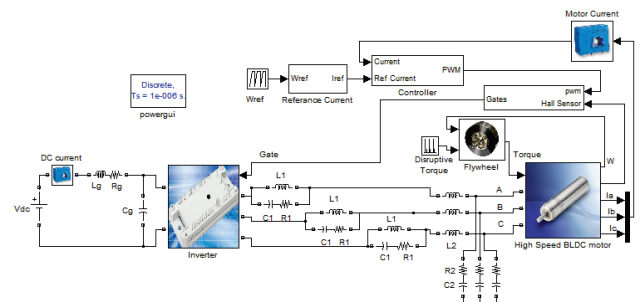 Motor Current
Discrete,
Ts = 1e-006 s.
powergui
Wref
Wref
Iref
Referance Current
Current
Ref Current
PWM
Controller
pwm
Hall Sensor
Gates
DC current
Lg
Rg
Vdc
+
Cg
Gate
Inverter
L1
C1
R1
L1
C1
R1
L1
C1
R1
Disruptive
Torque
Flywheel
Torque
W
A
B
C
L2
R2
C2
Ia
Ib
Ic
High Speed BLDC motor